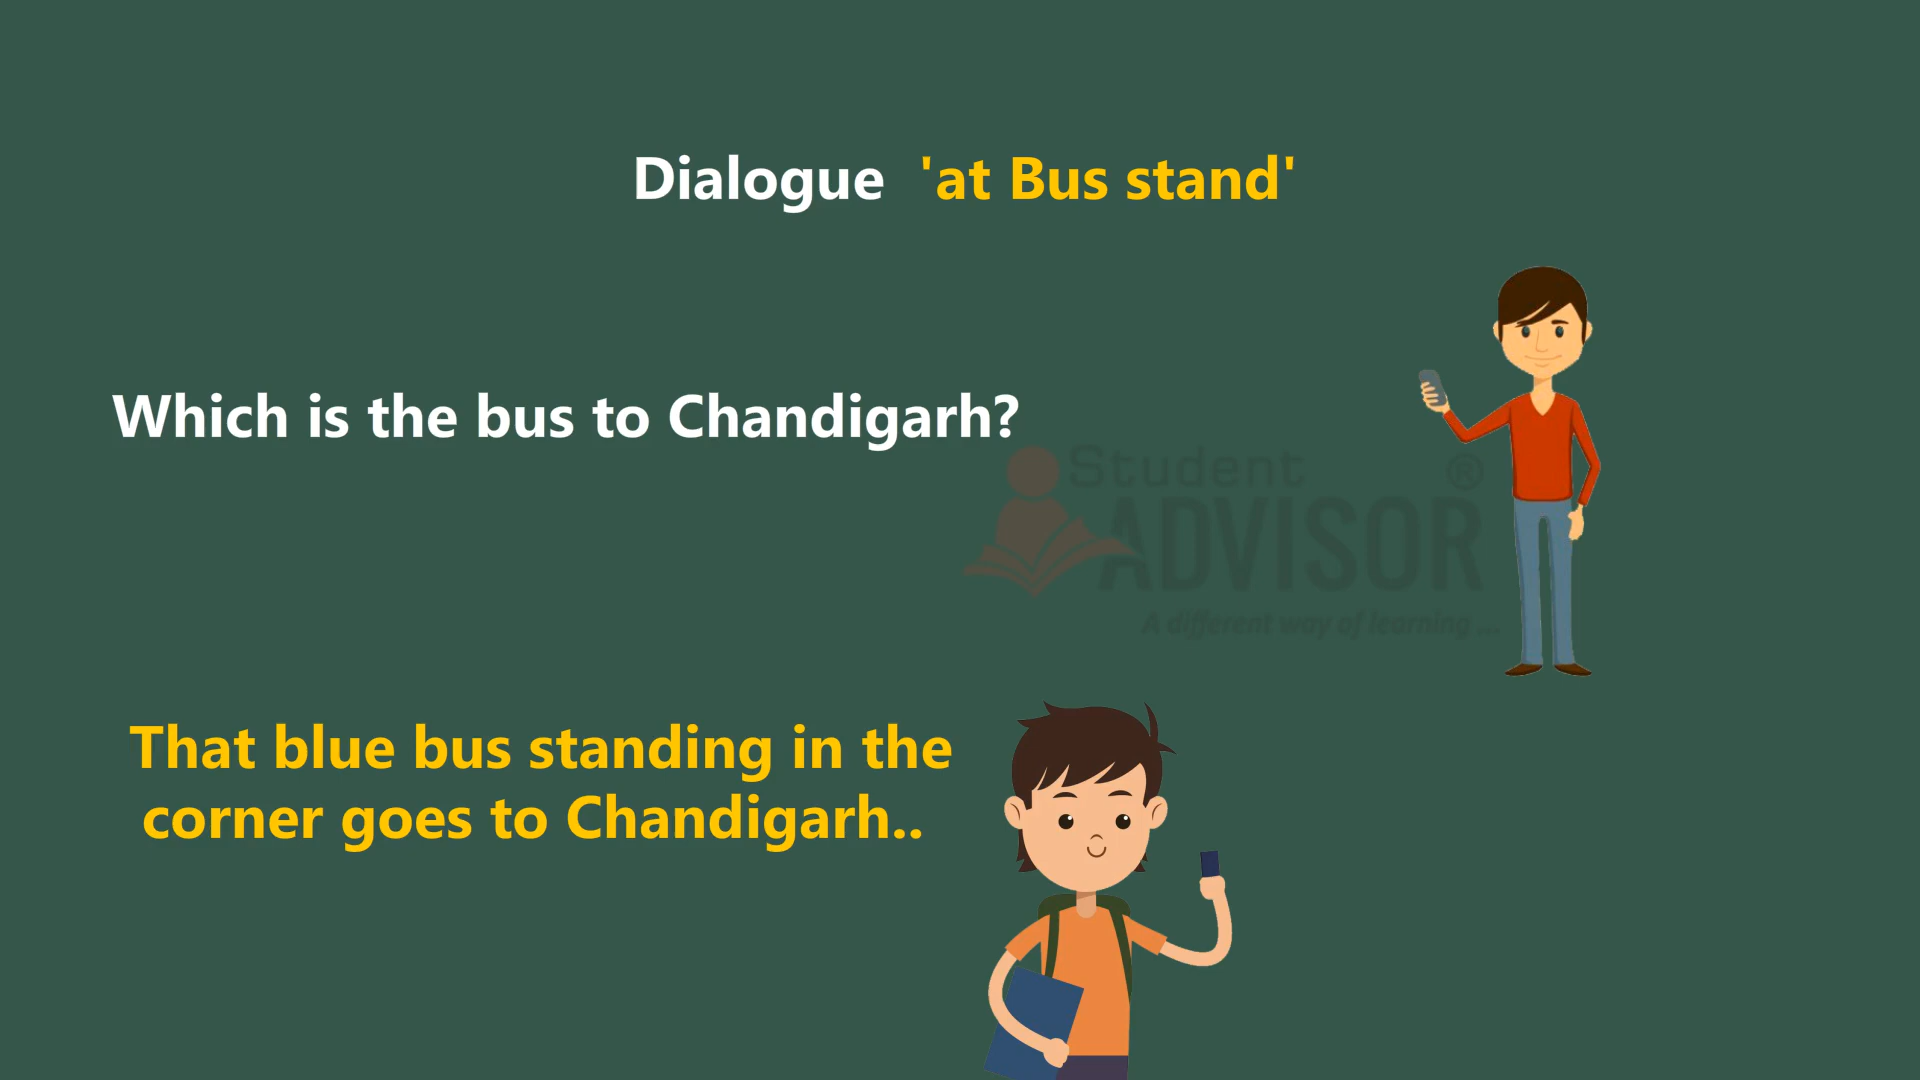 Dialogue 'at Bus stand'
Which is the bus to Chandigarh?
Student ®
ADVISOR
A different way of learning ...
That blue bus standing in the
corner goes to Chandigarh..